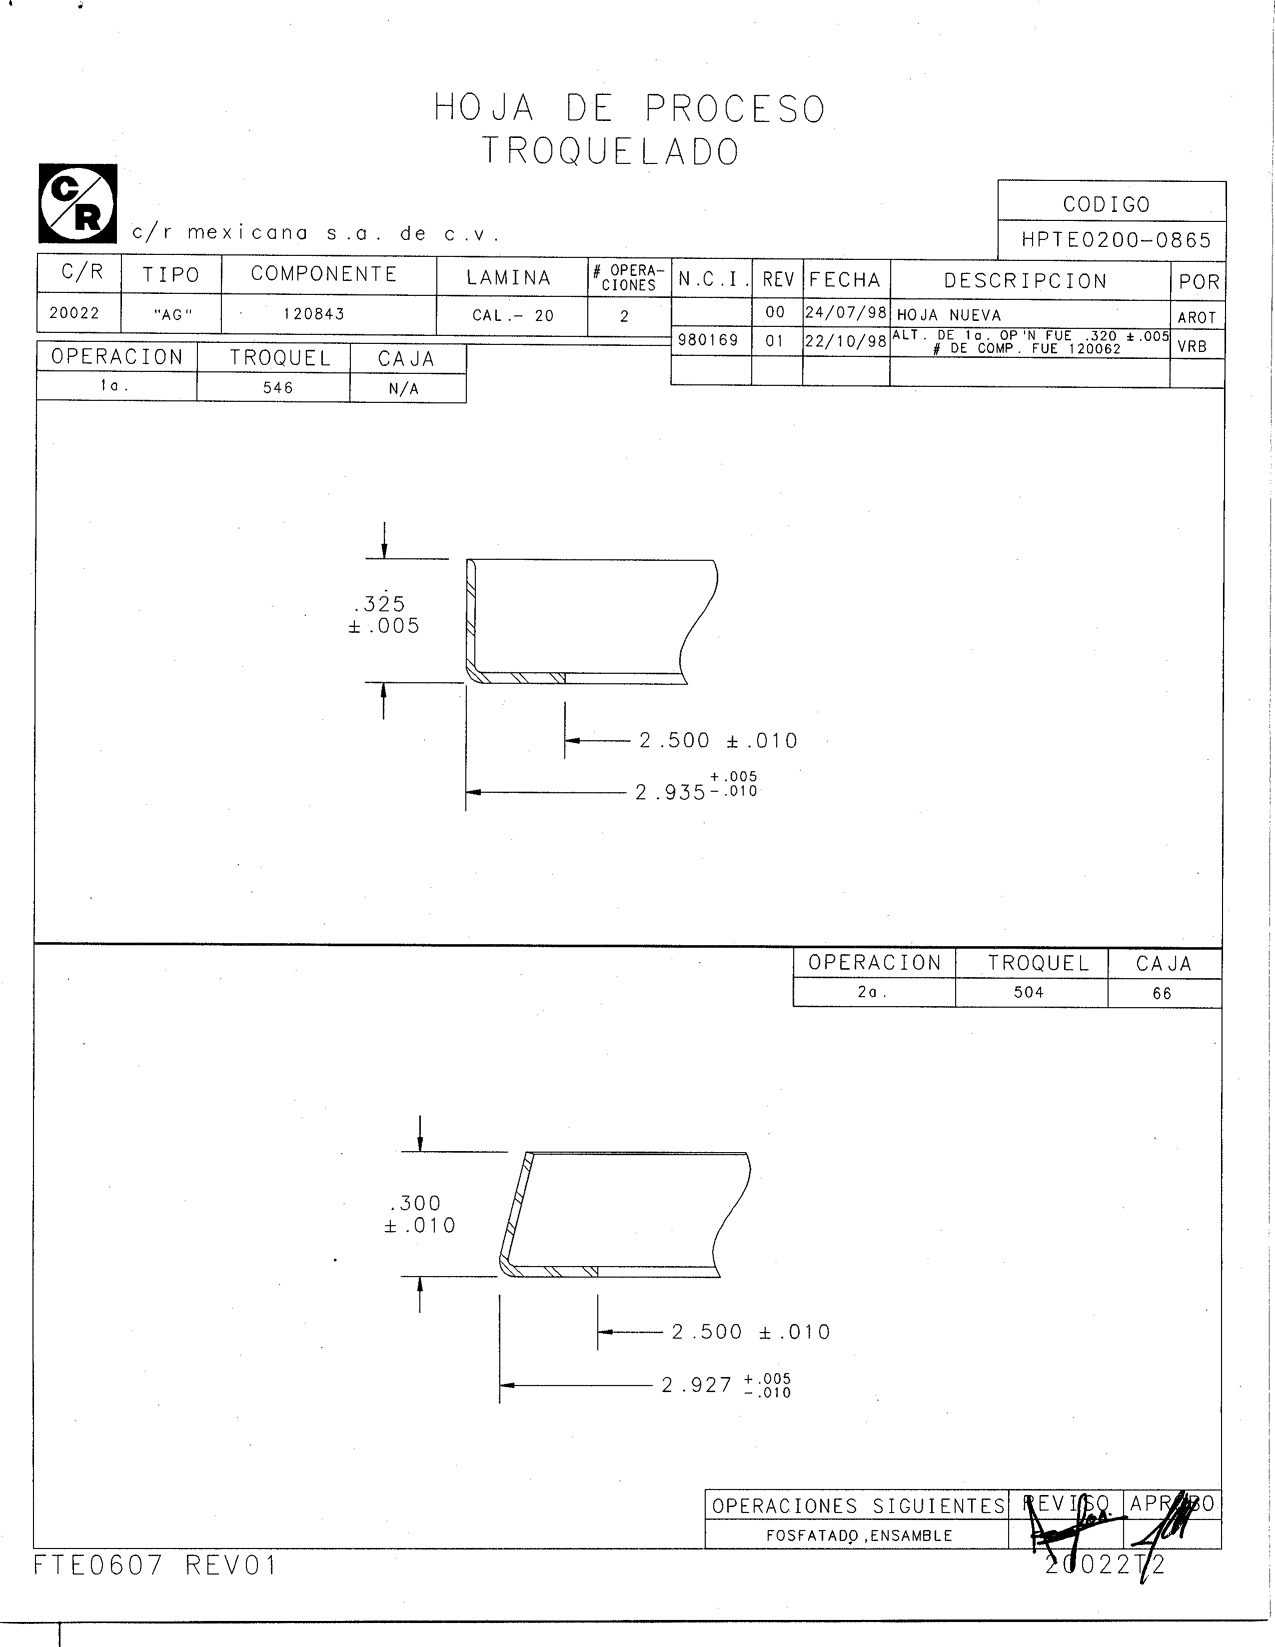 HOJA DE PROCESO
TROQUELADO
C/R
c/r mexicana s.a. de c.v.
CODIGO
HPTE0200-0865
C/R TIPO COMPONENTE LAMINA # OPERA-CIONES N.C.I. REV FECHA DESCRIPCION POR
20022 "AG" 120843 CAL.- 20 2
00 24/07/98 HOJA NUEVA AROT
980169 01 22/10/98 ALT. DE 1a. OP'N FUE .320 ±.005
# DE COMP. FUE 120062 VRB
OPERACION TROQUEL CAJA
1a. 546 N/A
.325
±.005
2.500 ±.010
2.935 +.005 -.010
OPERACION TROQUEL CAJA
2a. 504 66
.300
±.010
2.500 ±.010
2.927 +.005 -.010
OPERACIONES SIGUIENTES REVISO APROBO
FOSFATADO,ENSAMBLE
FTE0607 REV01
20022T2